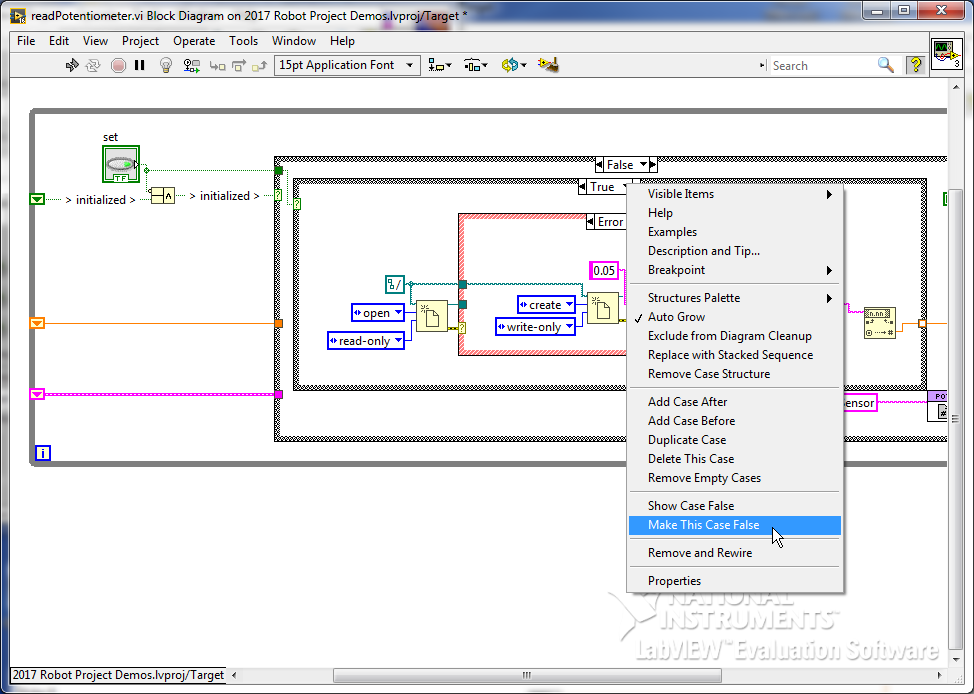 readPotentiometer.vi Block Diagram on 2017 Robot Project Demos.lvproj/Target *
File Edit View Project Operate Tools Window Help
15pt Application Font
Search
?
3
set
TF
> initialized >
> initialized >
False
?
?
True
Error
0.05
%/
open
read-only
create
write-only
?
n.nn
ensor
PO
i
Visible Items
Help
Examples
Description and Tip...
Breakpoint
Structures Palette
Auto Grow
Exclude from Diagram Cleanup
Replace with Stacked Sequence
Remove Case Structure
Add Case After
Add Case Before
Duplicate Case
Delete This Case
Remove Empty Cases
Show Case False
Make This Case False
Remove and Rewire
Properties
NATIONAL
INSTRUMENTS™
LabVIEW™ Evaluation Software
2017 Robot Project Demos.lvproj/Target